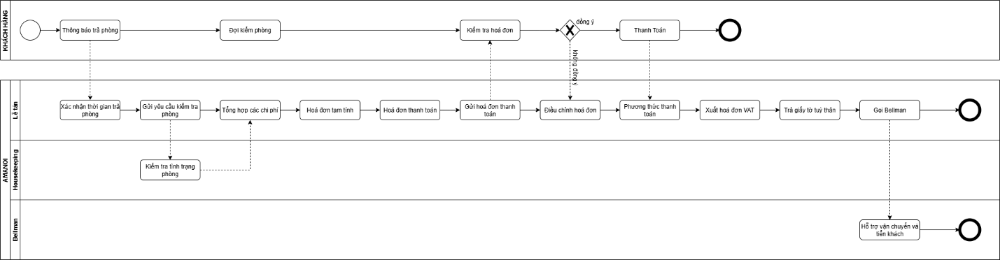 KHÁCH HÀNG
Thông báo trả phòng
Đợi kiểm phòng
Kiểm tra hoá đơn
đồng ý
Thanh Toán
không đồng ý
AMANOI
Lễ tân
Xác nhận thời gian trả
phòng
Gửi yêu cầu kiểm tra
phòng
Tổng hợp các chi phí
Hoá đơn tạm tính
Hoá đơn thanh toán
Gửi hoá đơn thanh
toán
Điều chỉnh hoá đơn
Phương thức thanh
toán
Xuất hoá đơn VAT
Trả giấy tờ tuỳ thân
Gọi Bellman
Housekeeping
Kiểm tra tình trạng
phòng
Bellman
Hỗ trợ vận chuyển và
tiễn khách